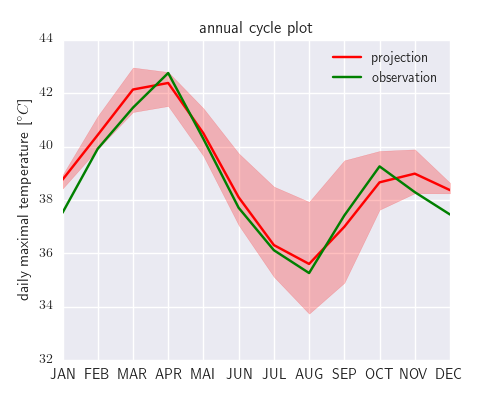 annual cycle plot
projection
observation
daily maximal temperature [°C]
44
42
40
38
36
34
32
JAN FEB MAR APR MAI JUN JUL AUG SEP OCT NOV DEC